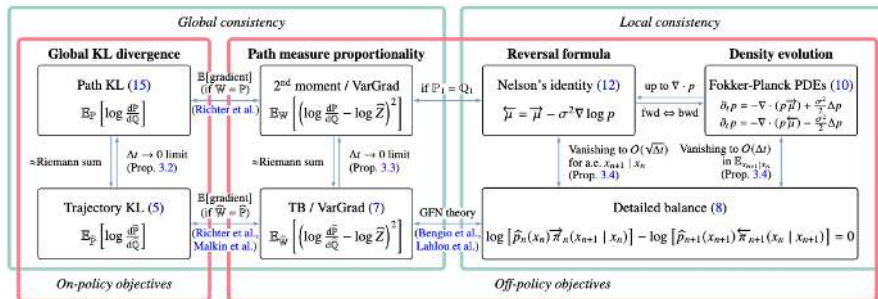 Global consistency
Local consistency
Global KL divergence
Path measure proportionality
Reversal formula
Density evolution
Path KL (15)
𝔼_ℙ [log dℙ/dℚ]
𝔼[gradient]
(if 𝕎 = ℙ)
(Richter et al.)
2nd moment / VarGrad
𝔼_𝕎 [(log dℙ/dℚ − log Ẑ)²]
if ℙ₁ = ℚ₁
Nelson's identity (12)
μ⃖ = μ⃗ − σ²∇ log p
up to ∇ · p
fwd ⇔ bwd
Fokker-Planck PDEs (10)
∂ₜp = −∇ · (pμ⃗) + σ²/2 Δp
∂ₜp = −∇ · (pμ⃖) − σ²/2 Δp
≈Riemann sum
Δt → 0 limit
(Prop. 3.2)
≈Riemann sum
Δt → 0 limit
(Prop. 3.3)
Vanishing to O(√Δt)
for a.e. xₙ₊₁ | xₙ
(Prop. 3.4)
Vanishing to O(Δt)
in 𝔼_{xₙ₊₁|xₙ}
(Prop. 3.4)
Trajectory KL (5)
𝔼_ℙ̂ [log dℙ̂/dℚ̂]
𝔼[gradient]
(if 𝕎̂ = ℙ̂)
(Richter et al.,
Malkin et al.)
TB / VarGrad (7)
𝔼_𝕎̂ [(log dℙ̂/dℚ̂ − log Ẑ)²]
GFN theory
(Bengio et al.,
Lahlou et al.)
Detailed balance (8)
log [p̂ₙ(xₙ)π⃗ₙ(xₙ₊₁ | xₙ)] − log [p̂ₙ₊₁(xₙ₊₁)π⃖ₙ₊₁(xₙ | xₙ₊₁)] = 0
On-policy objectives
Off-policy objectives